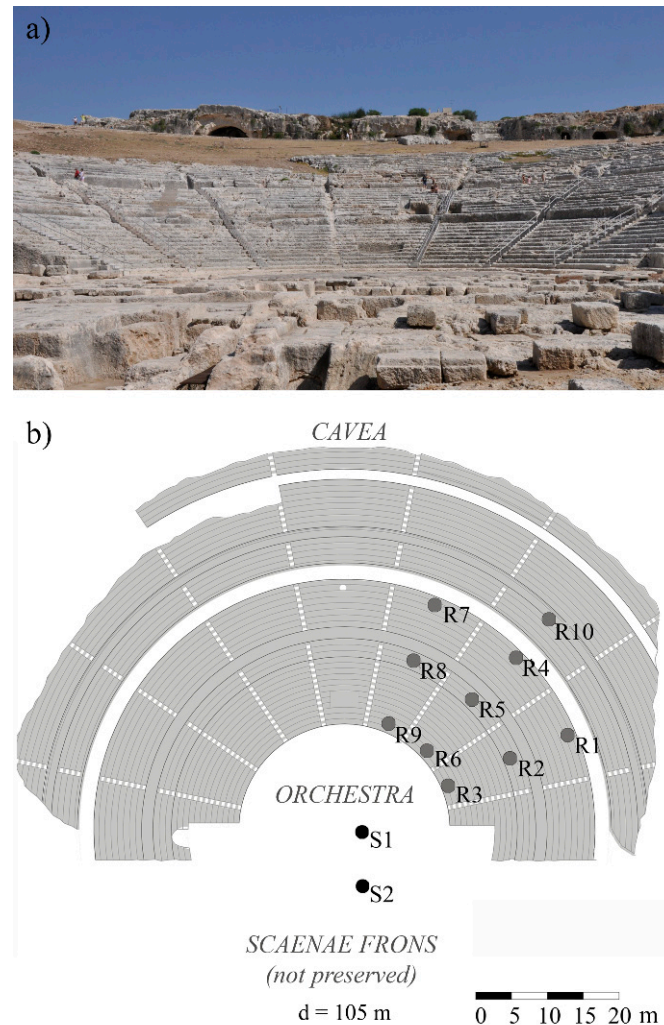 a)
b)
CAVEA
R7
R10
R4
R8
R5
R1
R9
R2
R6
R3
ORCHESTRA
S1
S2
SCAENAE FRONS
(not preserved)
d = 105 m
0 5 10 15 20 m